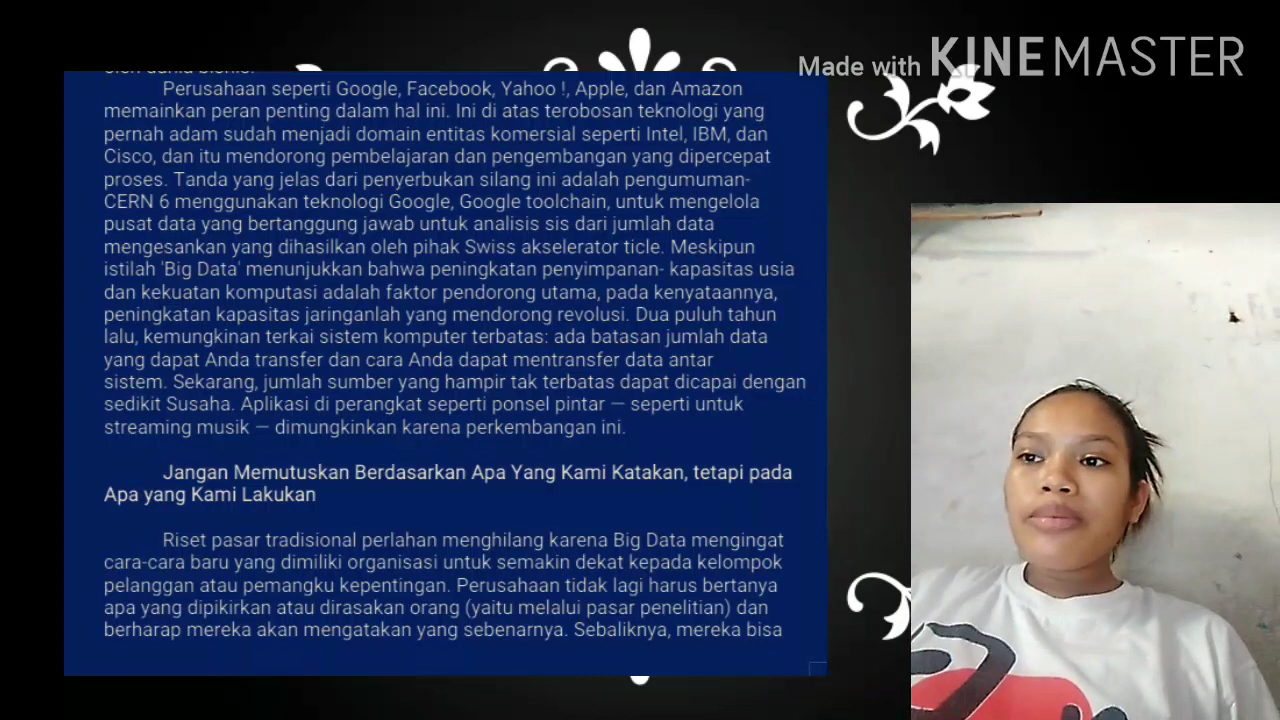 Made with KINEMASTER
oleh dunia bisnis.
Perusahaan seperti Google, Facebook, Yahoo !, Apple, dan Amazon
memainkan peran penting dalam hal ini. Ini di atas terobosan teknologi yang
pernah adam sudah menjadi domain entitas komersial seperti Intel, IBM, dan
Cisco, dan itu mendorong pembelajaran dan pengembangan yang dipercepat
proses. Tanda yang jelas dari penyerbukan silang ini adalah pengumuman-
CERN 6 menggunakan teknologi Google, Google toolchain, untuk mengelola
pusat data yang bertanggung jawab untuk analisis sis dari jumlah data
mengesankan yang dihasilkan oleh pihak Swiss akselerator ticle. Meskipun
istilah 'Big Data' menunjukkan bahwa peningkatan penyimpanan- kapasitas usia
dan kekuatan komputasi adalah faktor pendorong utama, pada kenyataannya,
peningkatan kapasitas jaringanlah yang mendorong revolusi. Dua puluh tahun
lalu, kemungkinan terkai sistem komputer terbatas: ada batasan jumlah data
yang dapat Anda transfer dan cara Anda dapat mentransfer data antar
sistem. Sekarang, jumlah sumber yang hampir tak terbatas dapat dicapai dengan
sedikit Susaha. Aplikasi di perangkat seperti ponsel pintar — seperti untuk
streaming musik — dimungkinkan karena perkembangan ini.
Jangan Memutuskan Berdasarkan Apa Yang Kami Katakan, tetapi pada
Apa yang Kami Lakukan
Riset pasar tradisional perlahan menghilang karena Big Data mengingat
cara-cara baru yang dimiliki organisasi untuk semakin dekat kepada kelompok
pelanggan atau pemangku kepentingan. Perusahaan tidak lagi harus bertanya
apa yang dipikirkan atau dirasakan orang (yaitu melalui pasar penelitian) dan
berharap mereka akan mengatakan yang sebenarnya. Sebaliknya, mereka bisa